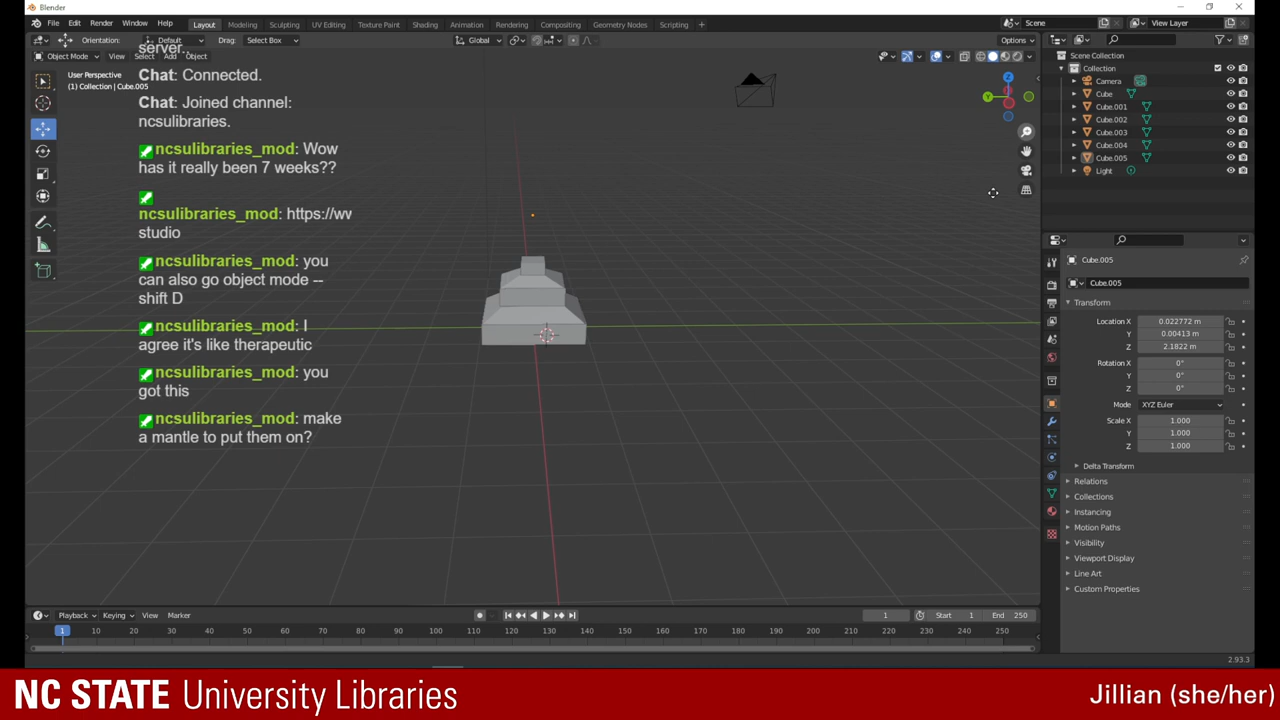 Blender
File Edit Render Window Help Layout Modeling Sculpting UV Editing Texture Paint Shading Animation Rendering Compositing Geometry Nodes Scripting + Scene View Layer
Orientation: Default Drag: Select Box Global Options
server..
Object Mode View Select Add Object
User Perspective
(1) Collection | Cube.005
Chat: Connected.
Chat: Joined channel:
ncsulibraries.
ncsulibraries_mod: Wow
has it really been 7 weeks??
ncsulibraries_mod: https://ww
studio
ncsulibraries_mod: you
can also go object mode --
shift D
ncsulibraries_mod: I
agree it's like therapeutic
ncsulibraries_mod: you
got this
ncsulibraries_mod: make
a mantle to put them on?
Z
Y
Scene Collection
Collection
Camera
Cube
Cube.001
Cube.002
Cube.003
Cube.004
Cube.005
Light
Cube.005
Cube.005
Transform
Location X 0.022772 m
Y 0.00413 m
Z 2.1822 m
Rotation X 0°
Y 0°
Z 0°
Mode XYZ Euler
Scale X 1.000
Y 1.000
Z 1.000
Delta Transform
Relations
Collections
Instancing
Motion Paths
Visibility
Viewport Display
Line Art
Custom Properties
Playback Keying View Marker 1 Start 1 End 250
1 10 20 30 40 50 60 70 80 90 100 110 120 130 140 150 160 170 180 190 200 210 220 230 240 250
2.93.3
NC STATE University Libraries
Jillian (she/her)